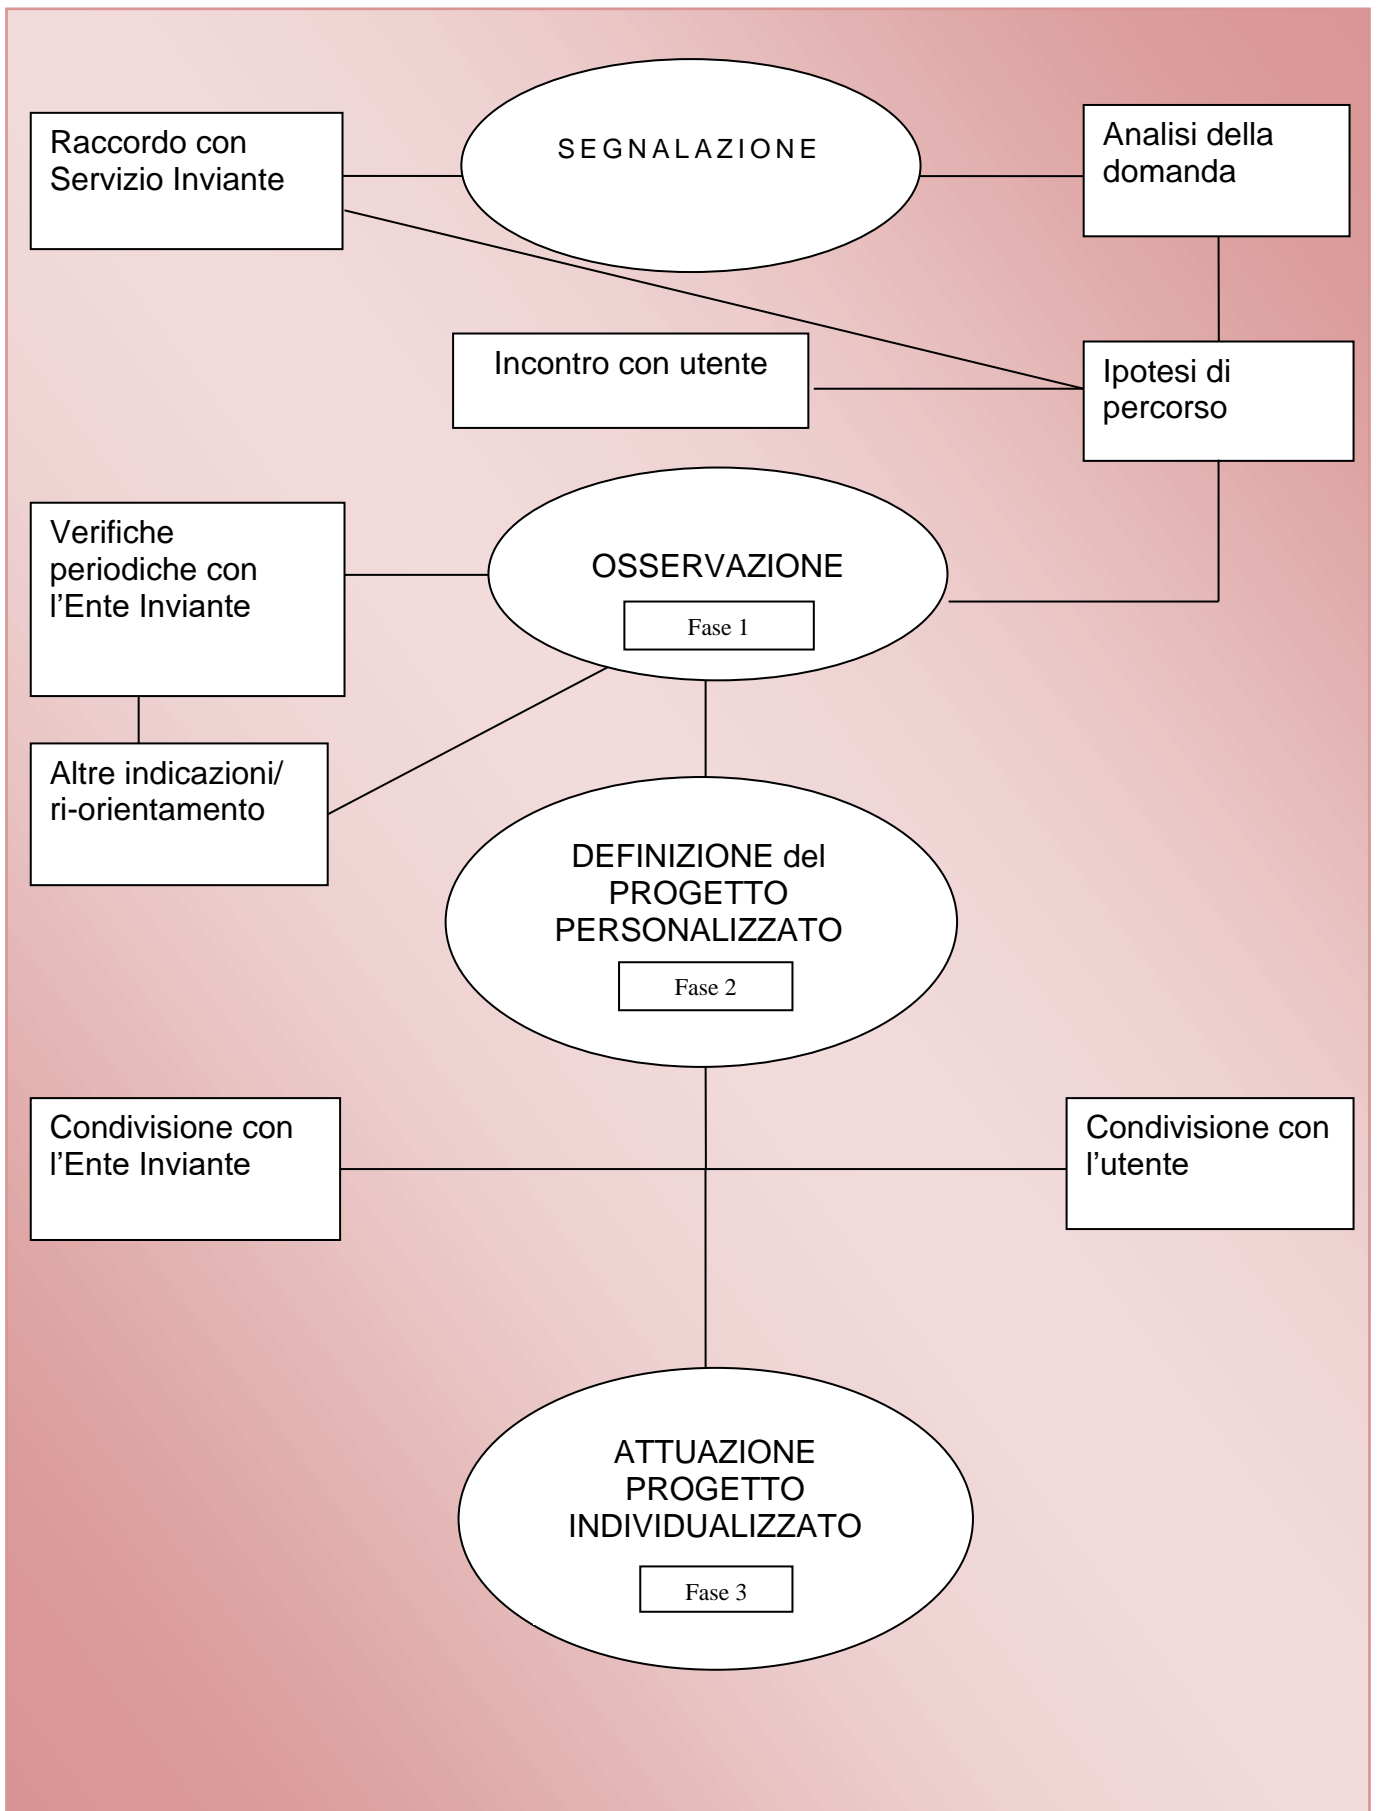 SEGNALAZIONE
Raccordo con
Servizio Inviante
Analisi della
domanda
Incontro con utente
Ipotesi di
percorso
Verifiche
periodiche con
l’Ente Inviante
OSSERVAZIONE
Fase 1
Altre indicazioni/
ri-orientamento
DEFINIZIONE del
PROGETTO
PERSONALIZZATO
Fase 2
Condivisione con
l’Ente Inviante
Condivisione con
l’utente
ATTUAZIONE
PROGETTO
INDIVIDUALIZZATO
Fase 3